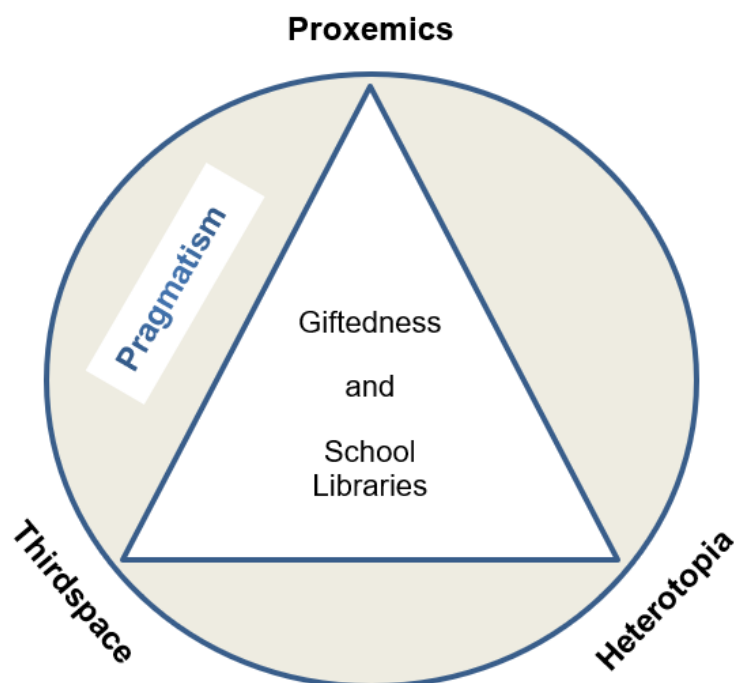 Proxemics
Pragmatism
Giftedness
and
School
Libraries
Thirdspace
Heterotopia